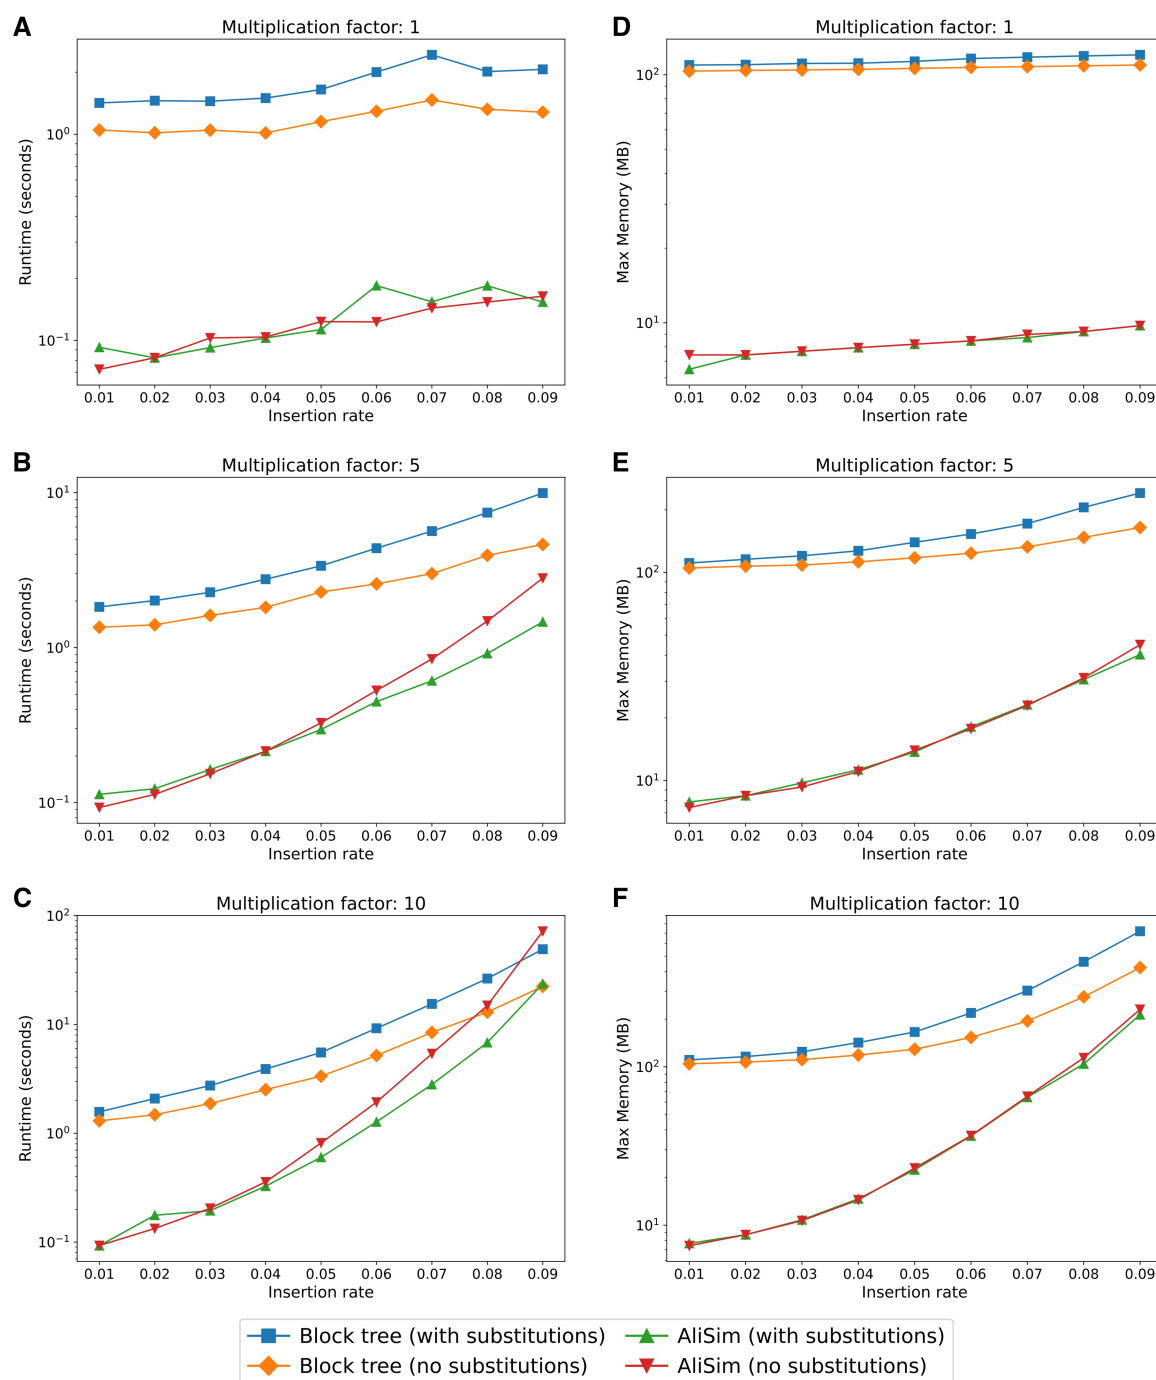 A
Multiplication factor: 1
Runtime (seconds)
10⁰
10⁻¹
0.01 0.02 0.03 0.04 0.05 0.06 0.07 0.08 0.09
Insertion rate
D
Multiplication factor: 1
Max Memory (MB)
10²
10¹
0.01 0.02 0.03 0.04 0.05 0.06 0.07 0.08 0.09
Insertion rate
B
Multiplication factor: 5
Runtime (seconds)
10¹
10⁰
10⁻¹
0.01 0.02 0.03 0.04 0.05 0.06 0.07 0.08 0.09
Insertion rate
E
Multiplication factor: 5
Max Memory (MB)
10²
10¹
0.01 0.02 0.03 0.04 0.05 0.06 0.07 0.08 0.09
Insertion rate
C
Multiplication factor: 10
Runtime (seconds)
10²
10¹
10⁰
10⁻¹
0.01 0.02 0.03 0.04 0.05 0.06 0.07 0.08 0.09
Insertion rate
F
Multiplication factor: 10
Max Memory (MB)
10²
10¹
0.01 0.02 0.03 0.04 0.05 0.06 0.07 0.08 0.09
Insertion rate
Block tree (with substitutions)
Block tree (no substitutions)
AliSim (with substitutions)
AliSim (no substitutions)